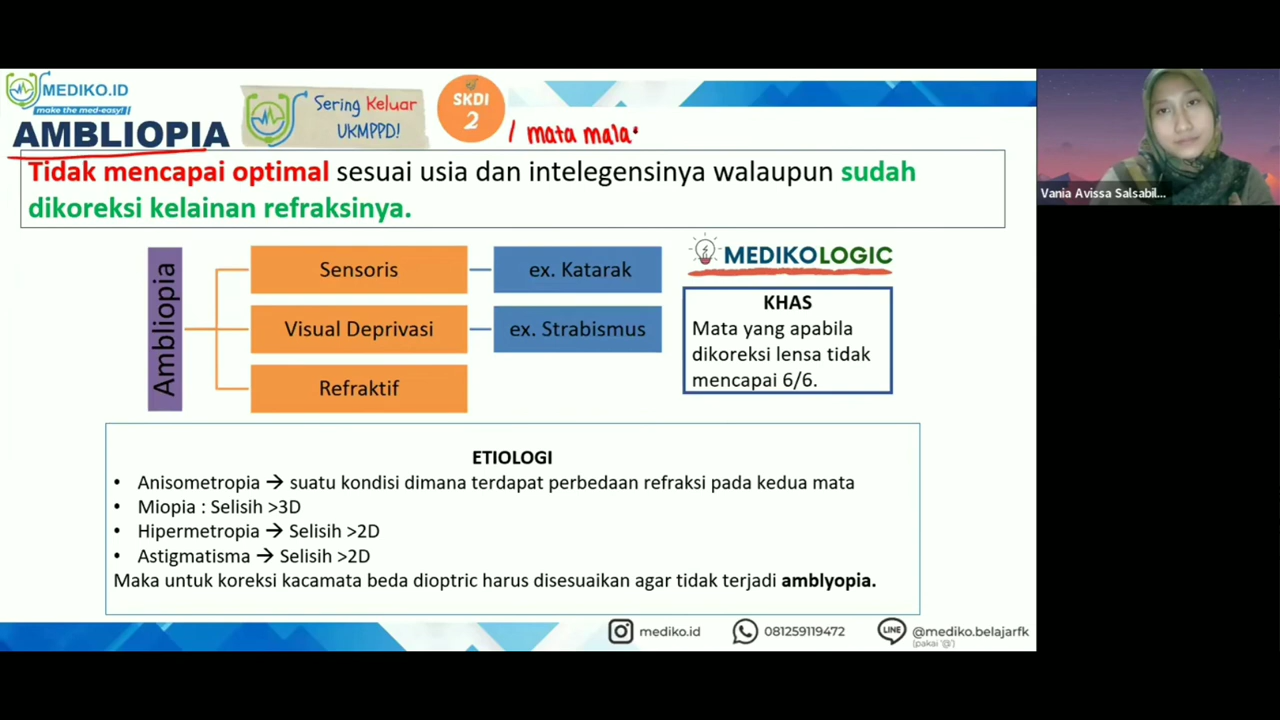 MEDIKO.ID
make the med-easy!
Sering Keluar
UKMPPD!
SKDI
2
AMBLIOPIA
/ mata mala
Tidak mencapai optimal sesuai usia dan intelegensinya walaupun sudah
dikoreksi kelainan refraksinya.
Vania Avissa Salsabil...
Ambliopia
Sensoris
ex. Katarak
Visual Deprivasi
ex. Strabismus
Refraktif
MEDIKOLOGIC
KHAS
Mata yang apabila
dikoreksi lensa tidak
mencapai 6/6.
ETIOLOGI
• Anisometropia → suatu kondisi dimana terdapat perbedaan refraksi pada kedua mata
• Miopia : Selisih >3D
• Hipermetropia → Selisih >2D
• Astigmatisma → Selisih >2D
Maka untuk koreksi kacamata beda dioptric harus disesuaikan agar tidak terjadi amblyopia.
mediko.id
081259119472
LINE
@mediko.belajarfk
(pakai '@')